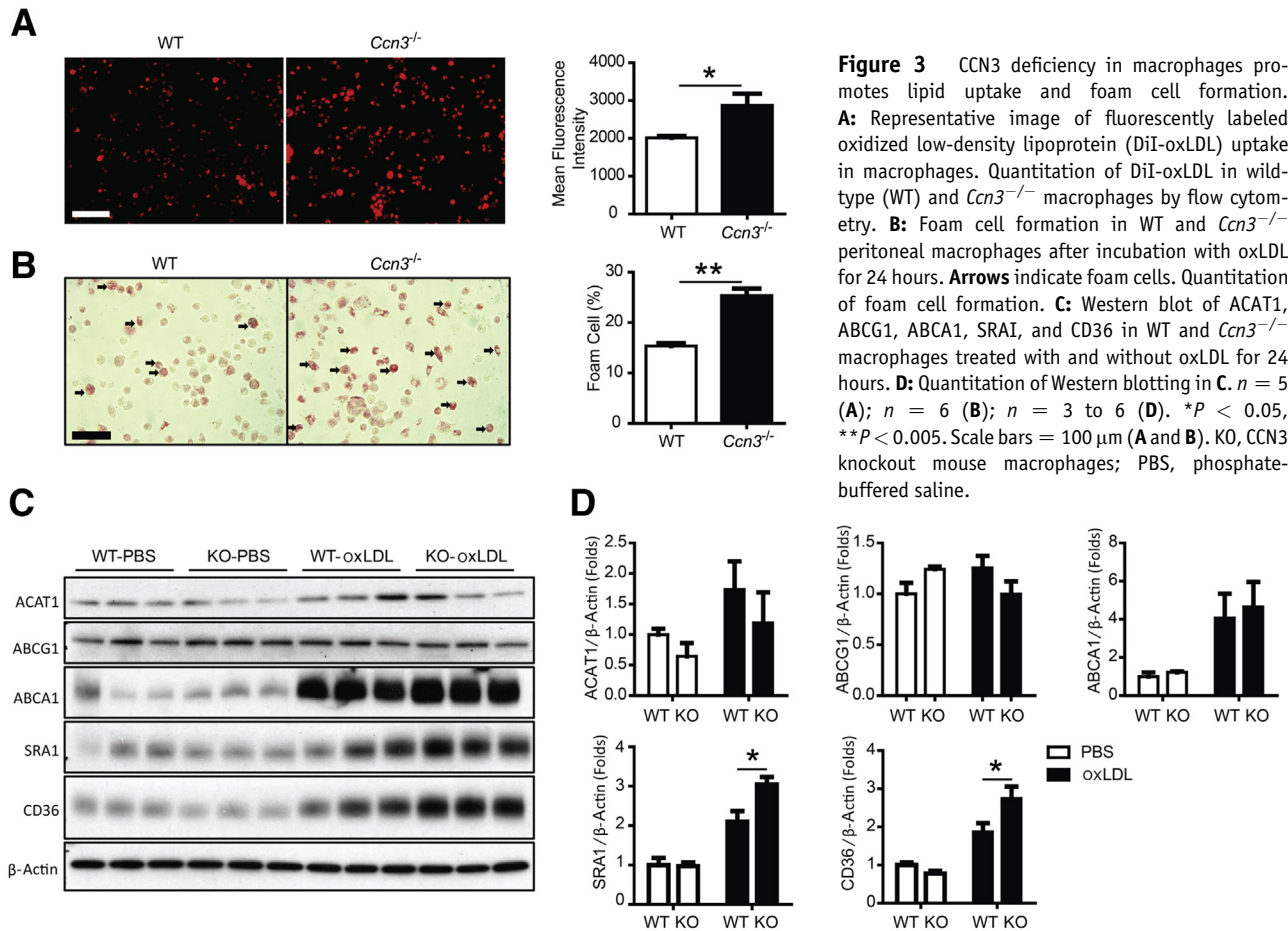 A
WT
Ccn3-/-
Mean Fluorescence
Intensity
4000
3000
2000
1000
0
*
WT
Ccn3-/-
B
WT
Ccn3-/-
Foam Cell (%)
30
20
10
0
**
WT
Ccn3-/-
Figure 3 CCN3 deficiency in macrophages pro-
motes lipid uptake and foam cell formation.
A: Representative image of fluorescently labeled
oxidized low-density lipoprotein (DiI-oxLDL) uptake
in macrophages. Quantitation of DiI-oxLDL in wild-
type (WT) and Ccn3−/− macrophages by flow cytom-
etry. B: Foam cell formation in WT and Ccn3−/−
peritoneal macrophages after incubation with oxLDL
for 24 hours. Arrows indicate foam cells. Quantitation
of foam cell formation. C: Western blot of ACAT1,
ABCG1, ABCA1, SRAI, and CD36 in WT and Ccn3−/−
macrophages treated with and without oxLDL for 24
hours. D: Quantitation of Western blotting in C. n = 5
(A); n = 6 (B); n = 3 to 6 (D). *P < 0.05,
**P < 0.005. Scale bars = 100 μm (A and B). KO, CCN3
knockout mouse macrophages; PBS, phosphate-
buffered saline.
C
WT-PBS KO-PBS WT-oxLDL KO-oxLDL
ACAT1
ABCG1
ABCA1
SRA1
CD36
β-Actin
D
ACAT1/β-Actin (Folds)
2.5
2.0
1.5
1.0
0.5
0.0
WT KO WT KO
ABCG1/β-Actin (Folds)
1.5
1.0
0.5
0.0
WT KO WT KO
ABCA1/β-Actin (Folds)
8
6
4
2
0
WT KO WT KO
SRA1/β-Actin (Folds)
4
3
2
1
0
*
WT KO WT KO
CD36/β-Actin (Folds)
4
3
2
1
0
*
WT KO WT KO
PBS
oxLDL